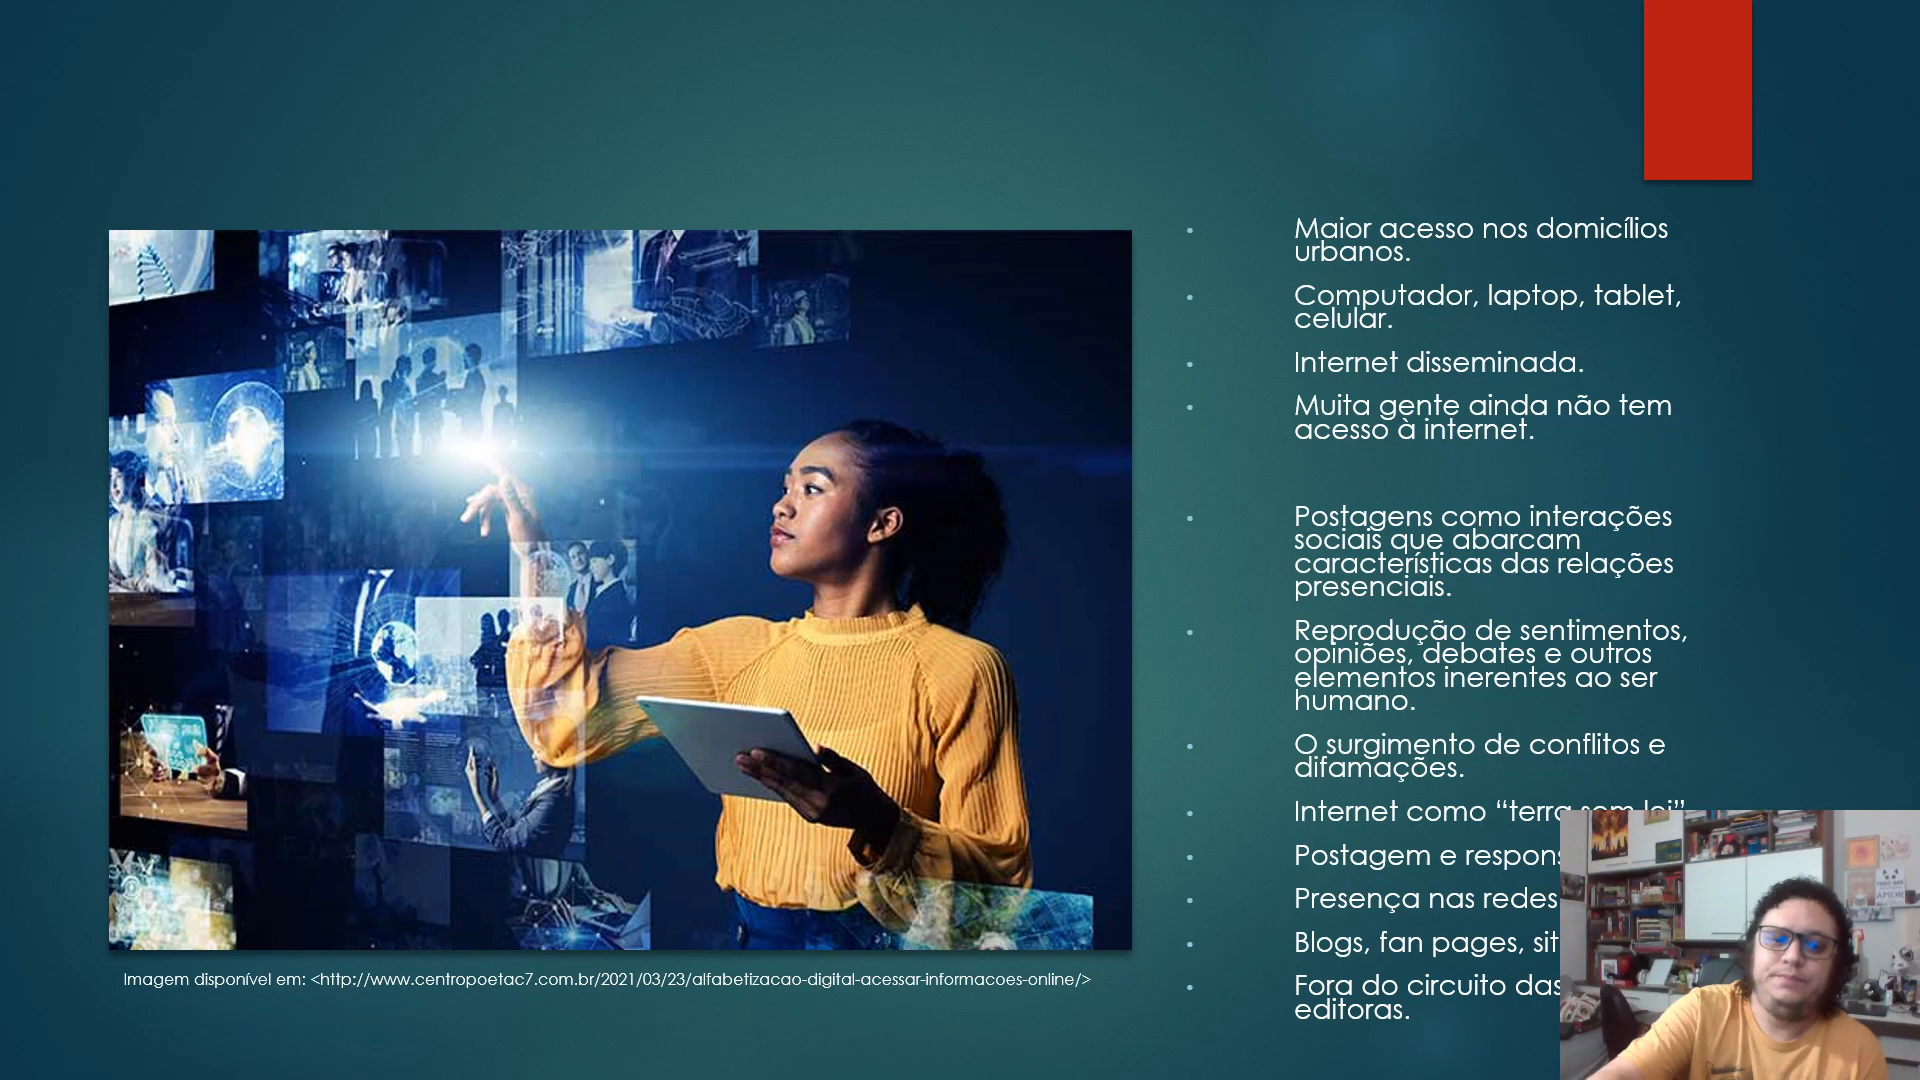 Maior acesso nos domicílios
urbanos.
Computador, laptop, tablet,
celular.
Internet disseminada.
Muita gente ainda não tem
acesso à internet.
Postagens como interações
sociais que abarcam
características das relações
presenciais.
Reprodução de sentimentos,
opiniões, debates e outros
elementos inerentes ao ser
humano.
O surgimento de conflitos e
difamações.
Internet como “terra sem lei”
Postagem e
Presença nas redes
Blogs, fan pages,
Fora do circuito das
editoras.
Imagem disponível em: <http://www.centropoetac7.com.br/2021/03/23/alfabetizacao-digital-acessar-informacoes-online/>